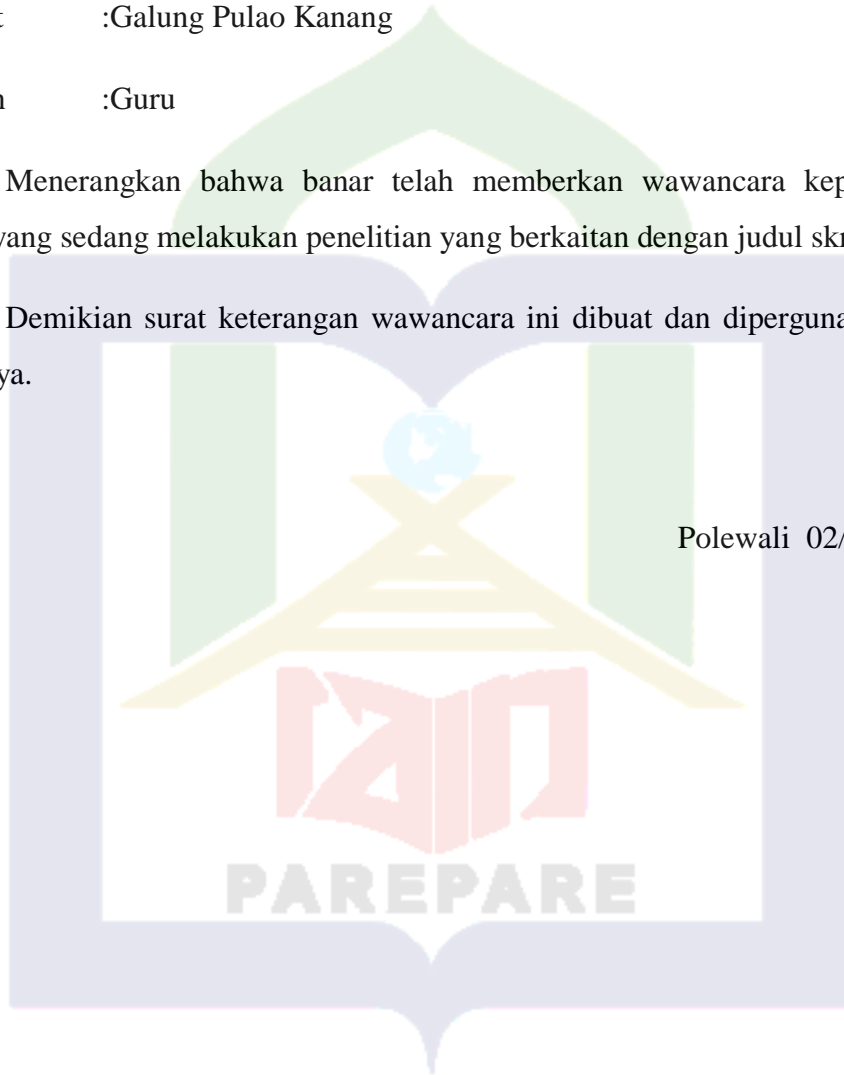 t :Galung Pulao Kanang
n :Guru
Menerangkan bahwa banar telah memberkan wawancara kep
yang sedang melakukan penelitian yang berkaitan dengan judul skr
Demikian surat keterangan wawancara ini dibuat dan diperguna
ya.
Polewali 02/
iain
PAREPARE